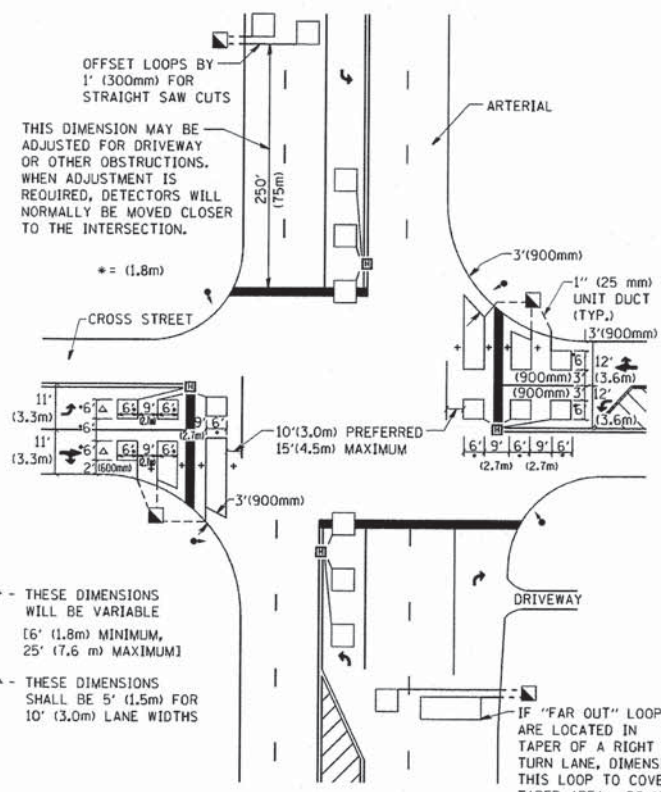 OFFSET LOOPS BY
1' (300mm) FOR
STRAIGHT SAW CUTS
ARTERIAL
THIS DIMENSION MAY BE
ADJUSTED FOR DRIVEWAY
OR OTHER OBSTRUCTIONS.
WHEN ADJUSTMENT IS
REQUIRED, DETECTORS WILL
NORMALLY BE MOVED CLOSER
TO THE INTERSECTION.
250'
(75m)
* = (1.8m)
3'(900mm)
1" (25 mm)
UNIT DUCT
(TYP.)
CROSS STREET
3'(900mm)
6'
12'
(3.6m)
(900mm) 3'
(900mm) 3'
12'
(3.6m)
6'
11'
(3.3m)
6'
6' 9' 6'
9' 6'
(2.7m)
6'
11'
(3.3m)
6'
6' 9' 6'
2' (600mm)
10'(3.0m) PREFERRED
15'(4.5m) MAXIMUM
6' 9' 6' 9' 6'
(2.7m) (2.7m)
3'(900mm)
- THESE DIMENSIONS
WILL BE VARIABLE
[6' (1.8m) MINIMUM,
25' (7.6 m) MAXIMUM]
DRIVEWAY
- THESE DIMENSIONS
SHALL BE 5' (1.5m) FOR
10' (3.0m) LANE WIDTHS
IF "FAR OUT" LOOP
ARE LOCATED IN
TAPER OF A RIGHT
TURN LANE, DIMENS
THIS LOOP TO COVE